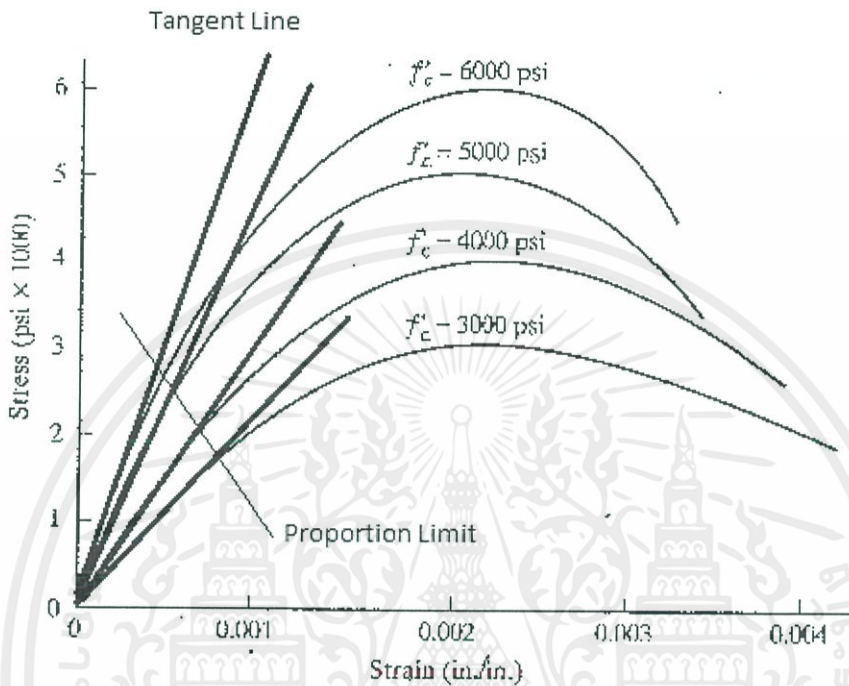 Tangent Line
6
5
4
3
2
1
0
Stress (psi × 1000)
f'c – 6000 psi
f'c – 5000 psi
f'c – 4000 psi
f'c – 3000 psi
Proportion Limit
0
0.001
0.002
0.003
0.004
Strain (in./in.)